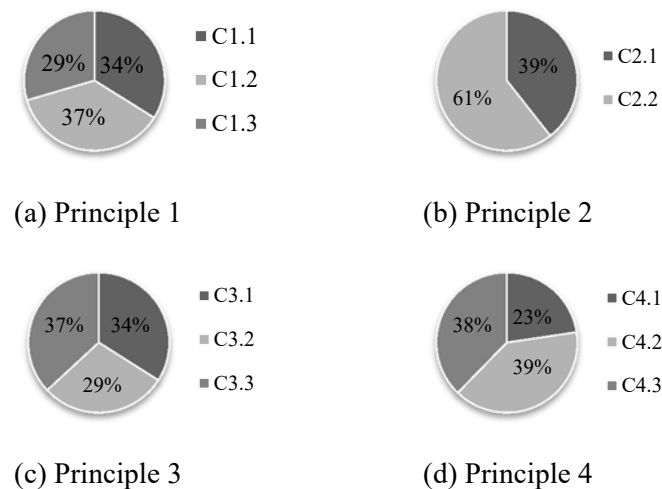 29%
34%
37%
C1.1
C1.2
C1.3
(a) Principle 1
39%
61%
C2.1
C2.2
(b) Principle 2
37%
34%
29%
C3.1
C3.2
C3.3
(c) Principle 3
38%
23%
39%
C4.1
C4.2
C4.3
(d) Principle 4